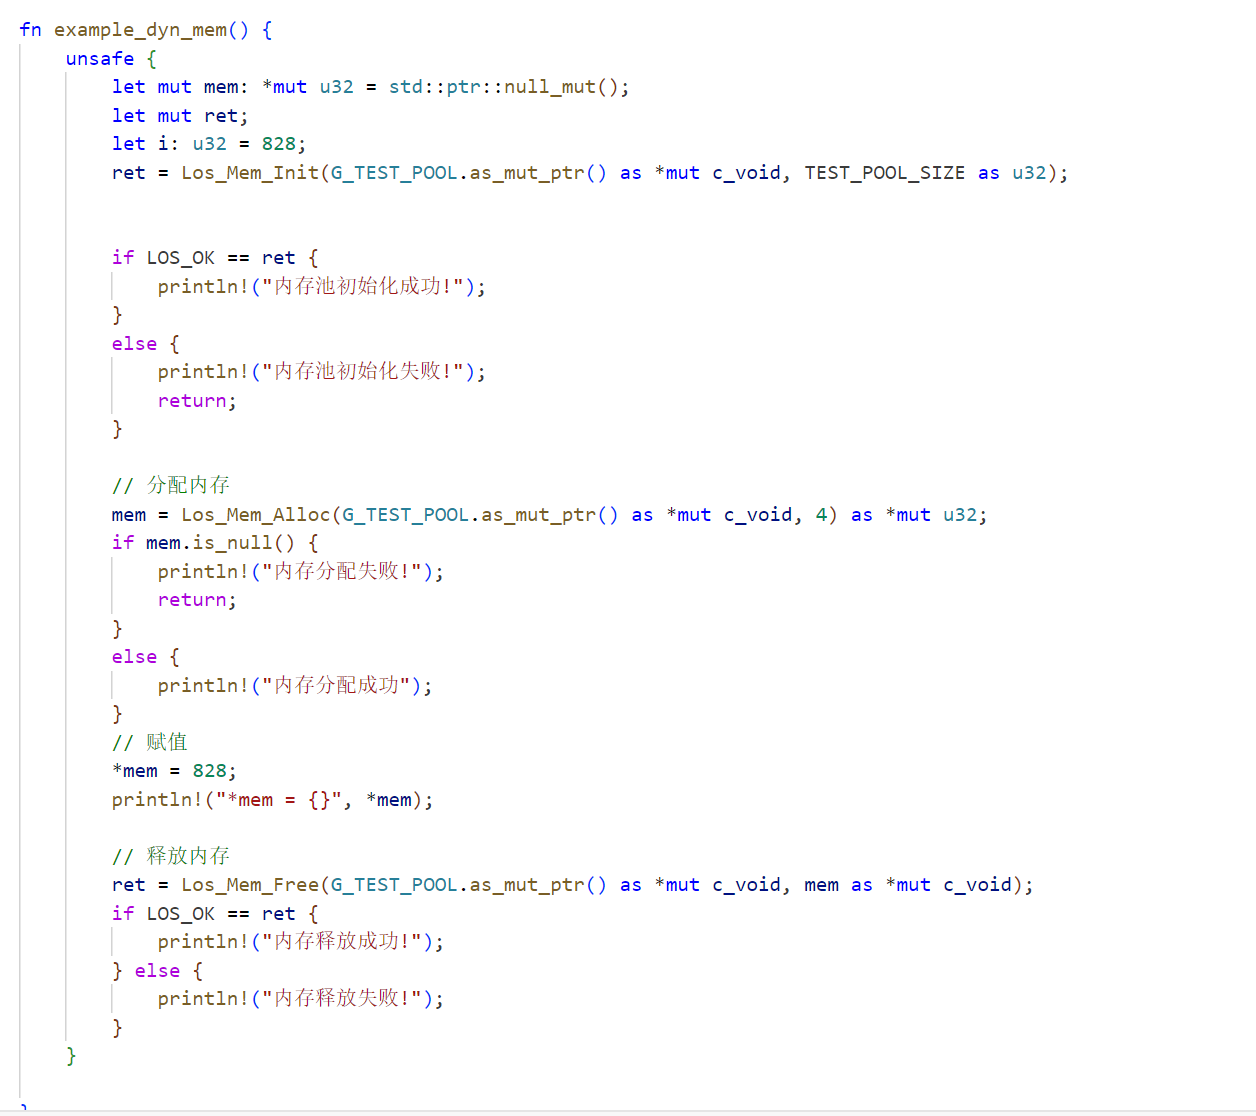 fn example_dyn_mem() {
    unsafe {
        let mut mem: *mut u32 = std::ptr::null_mut();
        let mut ret;
        let i: u32 = 828;
        ret = Los_Mem_Init(G_TEST_POOL.as_mut_ptr() as *mut c_void, TEST_POOL_SIZE as u32);
        if LOS_OK == ret {
            println!("内存池初始化成功!");
        }
        else {
            println!("内存池初始化失败!");
            return;
        }
        // 分配内存
        mem = Los_Mem_Alloc(G_TEST_POOL.as_mut_ptr() as *mut c_void, 4) as *mut u32;
        if mem.is_null() {
            println!("内存分配失败!");
            return;
        }
        else {
            println!("内存分配成功");
        }
        // 赋值
        *mem = 828;
        println!("*mem = {}", *mem);
        // 释放内存
        ret = Los_Mem_Free(G_TEST_POOL.as_mut_ptr() as *mut c_void, mem as *mut c_void);
        if LOS_OK == ret {
            println!("内存释放成功!");
        } else {
            println!("内存释放失败!");
        }
    }